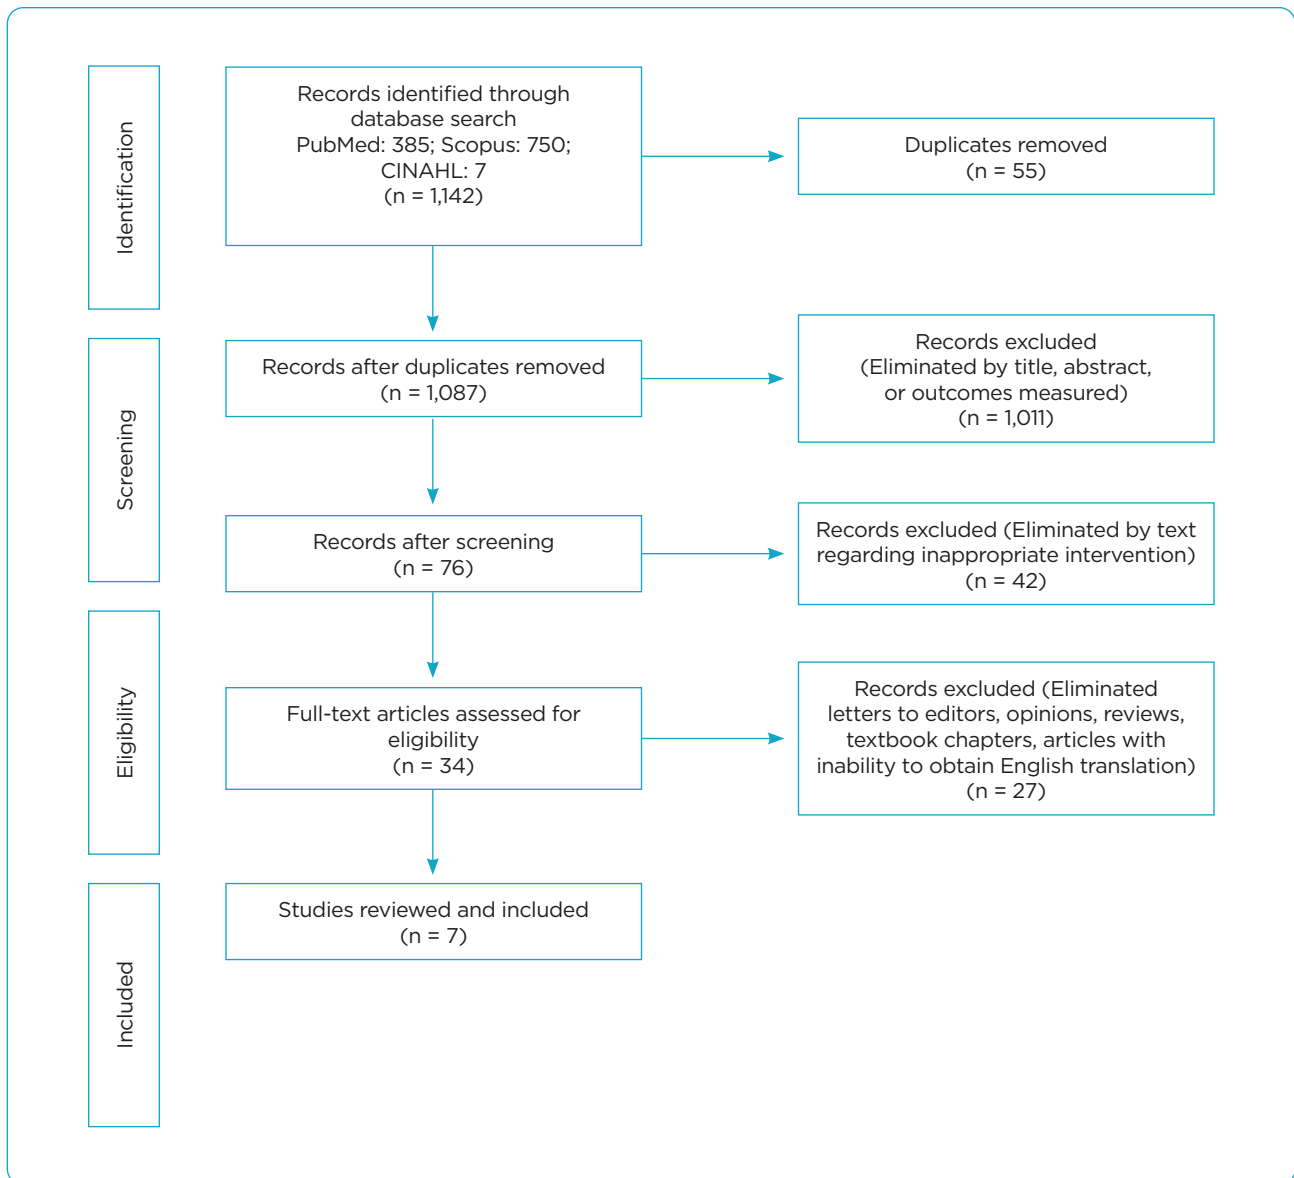 Identification
Records identified through
database search
PubMed: 385; Scopus: 750;
CINAHL: 7
(n = 1,142)
Duplicates removed
(n = 55)
Screening
Records after duplicates removed
(n = 1,087)
Records excluded
(Eliminated by title, abstract,
or outcomes measured)
(n = 1,011)
Records after screening
(n = 76)
Records excluded (Eliminated by text
regarding inappropriate intervention)
(n = 42)
Eligibility
Full-text articles assessed for
eligibility
(n = 34)
Records excluded (Eliminated
letters to editors, opinions, reviews,
textbook chapters, articles with
inability to obtain English translation)
(n = 27)
Included
Studies reviewed and included
(n = 7)